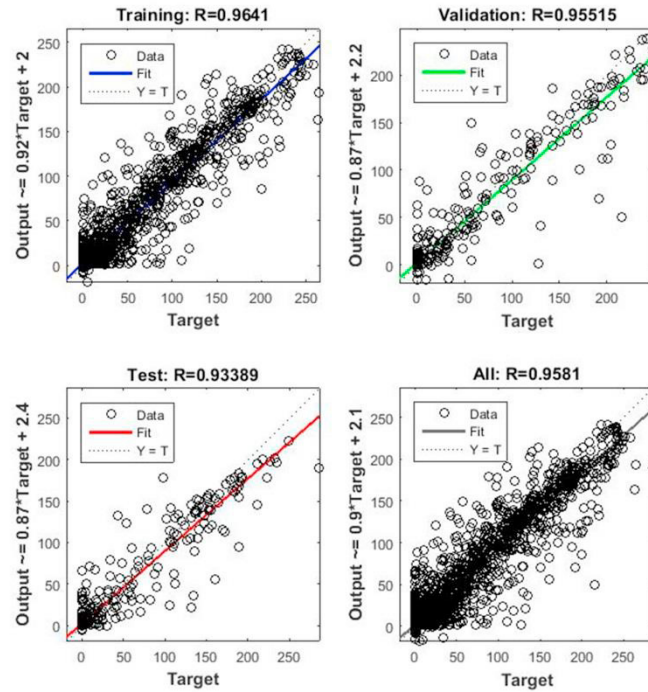 Training: R=0.9641
Output ~= 0.92*Target + 2
250
200
150
100
50
0
Data
Fit
Y = T
0 50 100 150 200 250
Target
Validation: R=0.95515
Output ~= 0.87*Target + 2.2
200
150
100
50
0
Data
Fit
Y = T
0 50 100 150 200
Target
Test: R=0.93389
Output ~= 0.87*Target + 2.4
250
200
150
100
50
0
Data
Fit
Y = T
0 50 100 150 200 250
Target
All: R=0.9581
Output ~= 0.9*Target + 2.1
250
200
150
100
50
0
Data
Fit
Y = T
0 50 100 150 200 250
Target